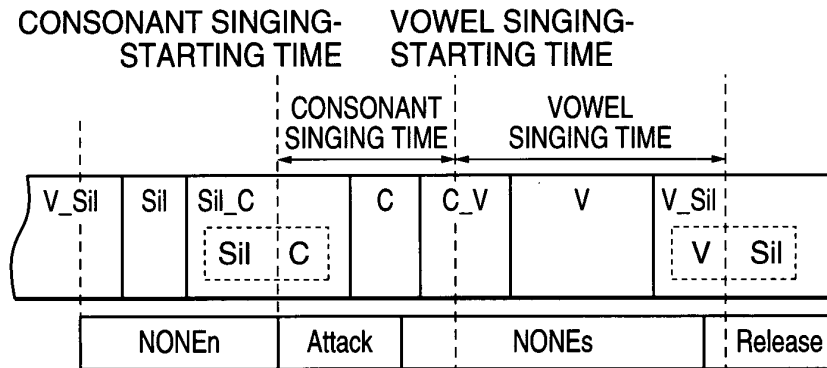 CONSONANT SINGING-
STARTING TIME
VOWEL SINGING-
STARTING TIME
CONSONANT
SINGING TIME
VOWEL
SINGING TIME
V_Sil Sil Sil_C C C_V V V_Sil
Sil C V Sil
NONEn Attack NONEs Release